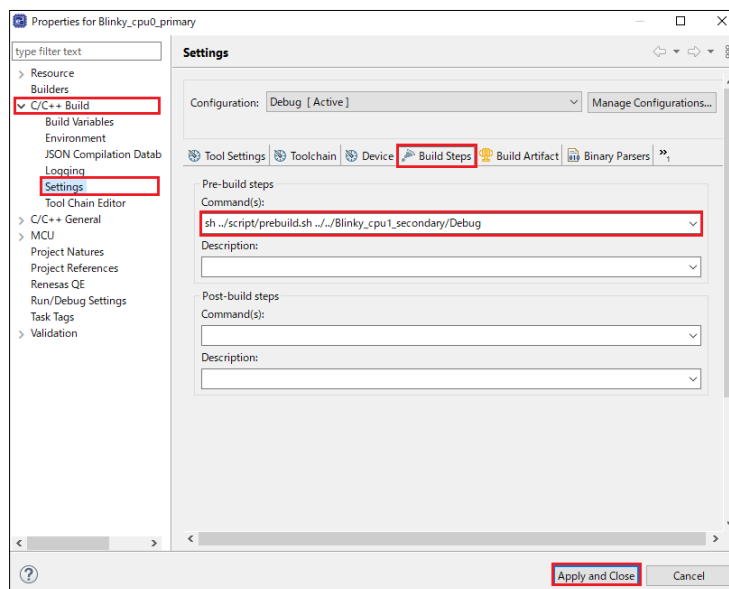 Properties for Blinky_cpu0_primary
type filter text
Settings
Resource
Builders
C/C++ Build
Build Variables
Environment
JSON Compilation Datab
Logging
Settings
Tool Chain Editor
C/C++ General
MCU
Project Natures
Project References
Renesas QE
Run/Debug Settings
Task Tags
Validation
Configuration: Debug [ Active ] Manage Configurations...
Tool Settings Toolchain Device Build Steps Build Artifact Binary Parsers »1
Pre-build steps
Command(s):
sh ../script/prebuild.sh ../../Blinky_cpu1_secondary/Debug
Description:
Post-build steps
Command(s):
Description:
Apply and Close Cancel